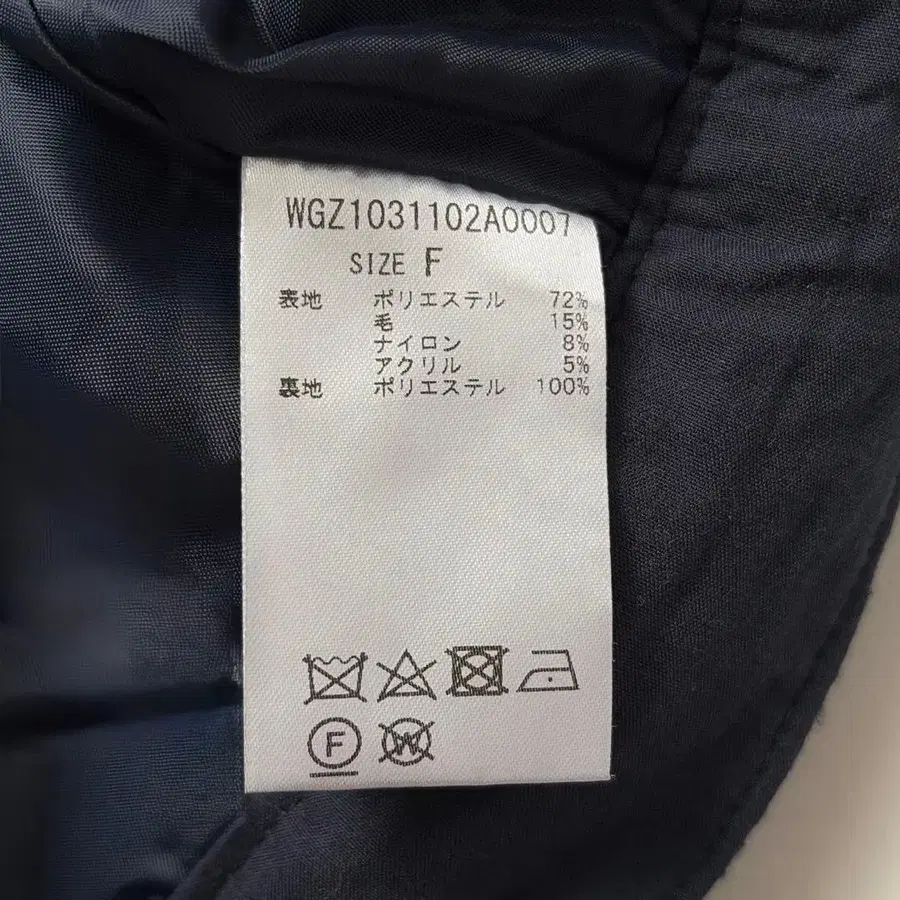 WGZ1031102A0007
SIZE F
表地 ポリエステル 72%
毛 15%
ナイロン 8%
アクリル 5%
裏地 ポリエステル 100%
F W